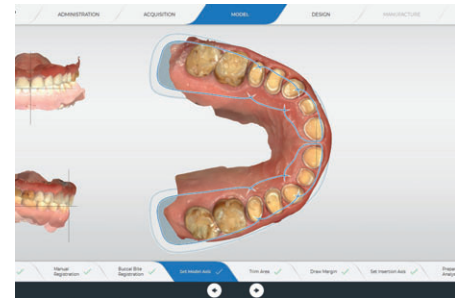 ADMINISTRATION
ACQUISITION
MODEL
DESIGN
MANUFACTURE
Manual
Registration
Buccal Bite
Registration
Set Model Axis
Trim Area
Draw Margin
Set Insertion Axis